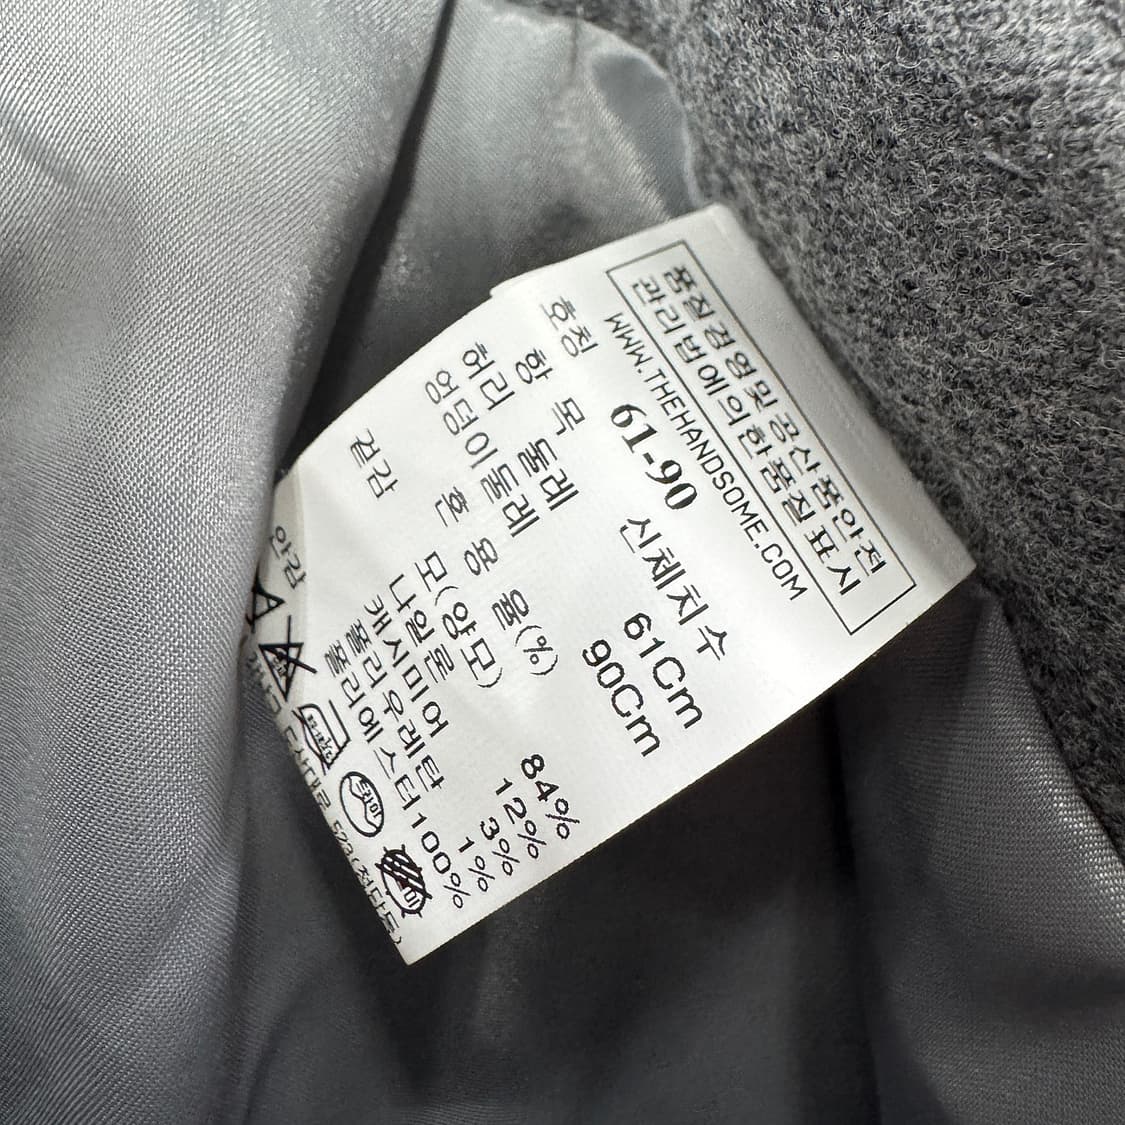 품질경영및 공산품안전
관리법에의한품질 표시
WWW.THEHANDSOME.COM
호칭 61-90
항 목 신체치수
허리 둘레 61Cm
엉덩이둘레 90Cm
혼 용 율(%)
겉감 모(양모) 84%
나일론 12%
캐시미어 3%
폴리우레탄 1%
안감 폴리에스터100%
드라이